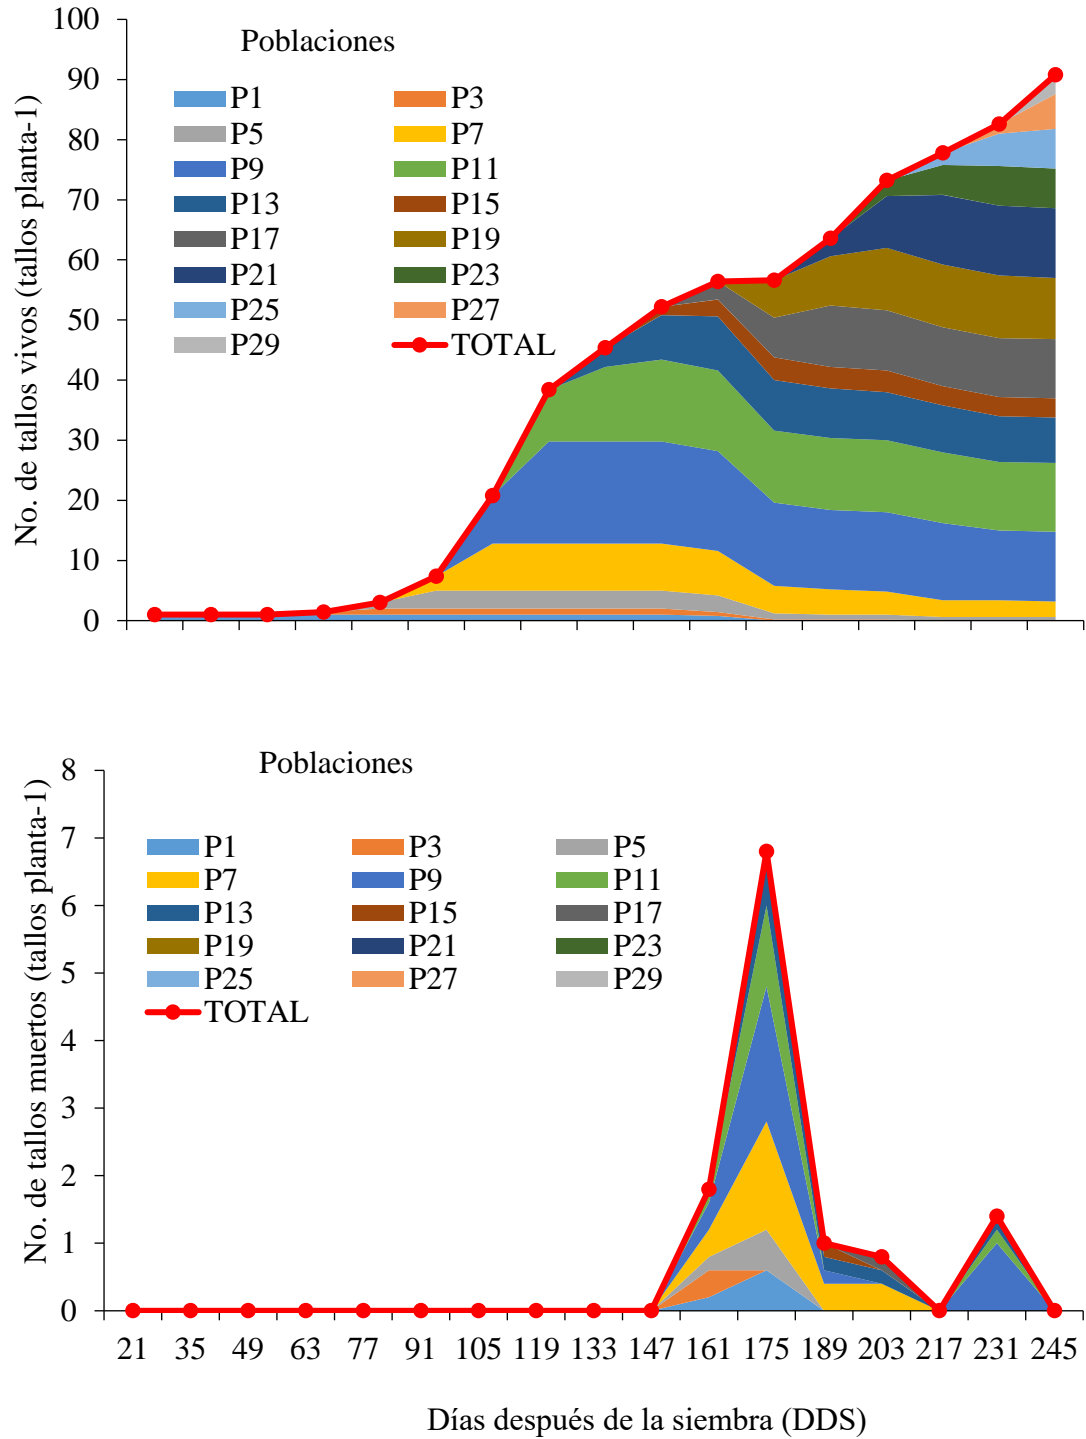 100
90
80
70
60
50
40
30
20
10
0
No. de tallos vivos (tallos planta-1)
Poblaciones
P1 P3
P5 P7
P9 P11
P13 P15
P17 P19
P21 P23
P25 P27
P29 TOTAL
8
7
6
5
4
3
2
1
0
No. de tallos muertos (tallos planta-1)
Poblaciones
P1 P3 P5
P7 P9 P11
P13 P15 P17
P19 P21 P23
P25 P27 P29
TOTAL
21 35 49 63 77 91 105 119 133 147 161 175 189 203 217 231 245
Días después de la siembra (DDS)